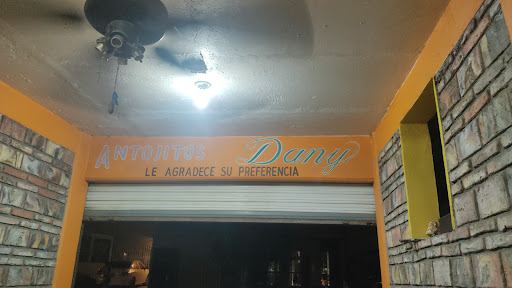 ANTOJITOS Dany
LE AGRADECE SU PREFERENCIA